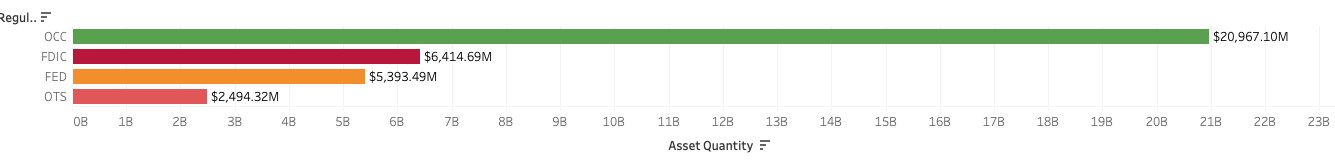 Regul..
OCC $20,967.10M
FDIC $6,414.69M
FED $5,393.49M
OTS $2,494.32M
0B 1B 2B 3B 4B 5B 6B 7B 8B 9B 10B 11B 12B 13B 14B 15B 16B 17B 18B 19B 20B 21B 22B 23B
Asset Quantity